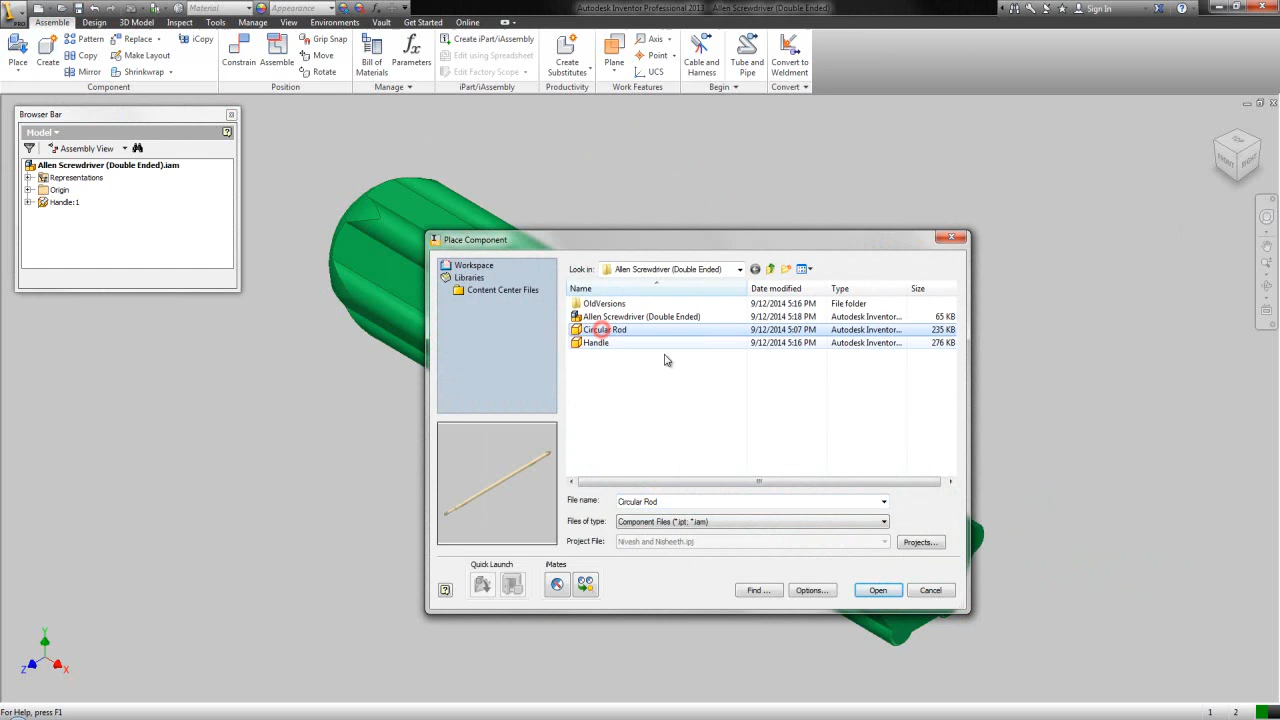 Material
Appearance
Autodesk Inventor Professional 2013 Allen Screwdriver (Double Ended)
Sign In
PRO
Assemble Design 3D Model Inspect Tools Manage View Environments Vault Get Started Online
Place
Create
Pattern
Copy
Mirror
Replace
Make Layout
Shrinkwrap
iCopy
Constrain
Assemble
Grip Snap
Move
Rotate
Bill of
Materials
Parameters
Create iPart/iAssembly
Edit using Spreadsheet
Edit Factory Scope
Create
Substitutes
Plane
Axis
Point
UCS
Cable and
Harness
Tube and
Pipe
Convert to
Weldment
Component Position Manage iPart/iAssembly Productivity Work Features Begin Convert
Browser Bar
Model
Assembly View
Allen Screwdriver (Double Ended).iam
Representations
Origin
Handle:1
TOP
FRONT
RIGHT
Place Component
Workspace
Libraries
Content Center Files
Look in: Allen Screwdriver (Double Ended)
Name Date modified Type Size
OldVersions 9/12/2014 5:16 PM File folder
Allen Screwdriver (Double Ended) 9/12/2014 5:18 PM Autodesk Inventor... 65 KB
Circular Rod 9/12/2014 5:07 PM Autodesk Inventor... 235 KB
Handle 9/12/2014 5:16 PM Autodesk Inventor... 276 KB
File name: Circular Rod
Files of type: Component Files (*.ipt; *.iam)
Project File: Nivesh and Nisheeth.ipj
Projects...
Quick Launch
iMates
Find ...
Options...
Open
Cancel
Y
Z
X
For Help, press F1
1 2